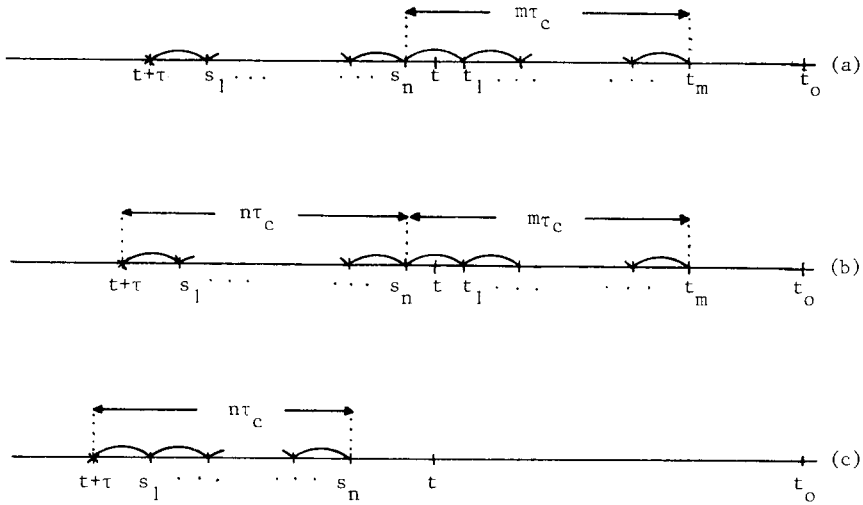 mτc
(a)
t+τ s1 . . . . . . . . sn t t1 . . . . . . . . tm to
nτc mτc
(b)
t+τ s1 . . . . . . . sn t t1 . . . . . . . . tm to
nτc
(c)
t+τ s1 . . . . . . . sn t to